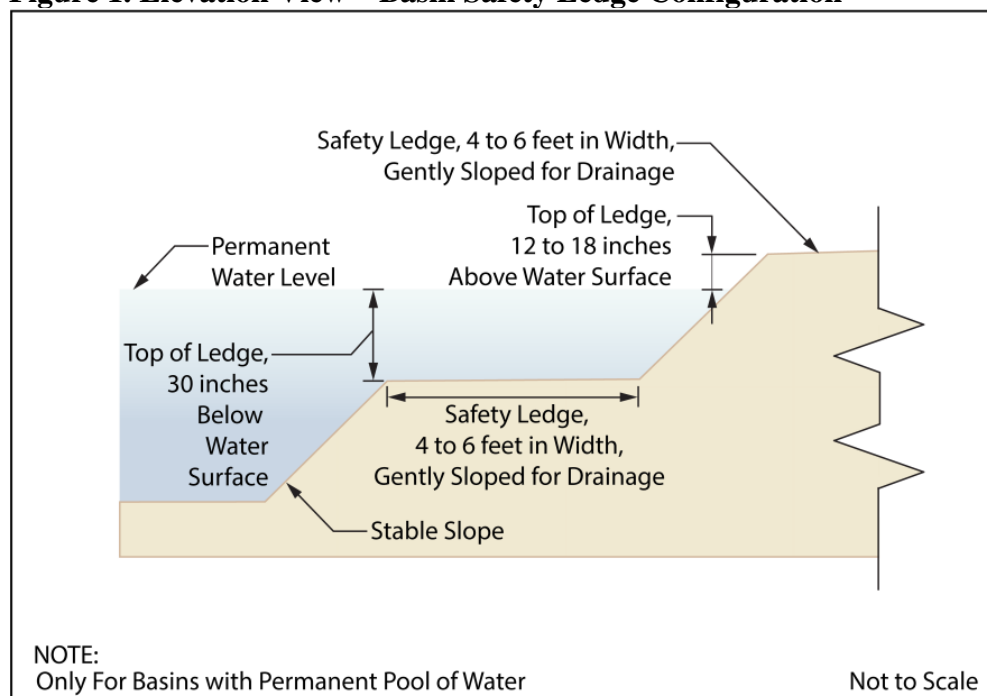 Figure 1. Elevation View – Basin Safety Ledge Configuration
Safety Ledge, 4 to 6 feet in Width,
Gently Sloped for Drainage
Top of Ledge,
12 to 18 inches
Above Water Surface
Permanent
Water Level
Top of Ledge,
30 inches
Below
Water
Surface
Safety Ledge,
4 to 6 feet in Width,
Gently Sloped for Drainage
Stable Slope
NOTE:
Only For Basins with Permanent Pool of Water
Not to Scale